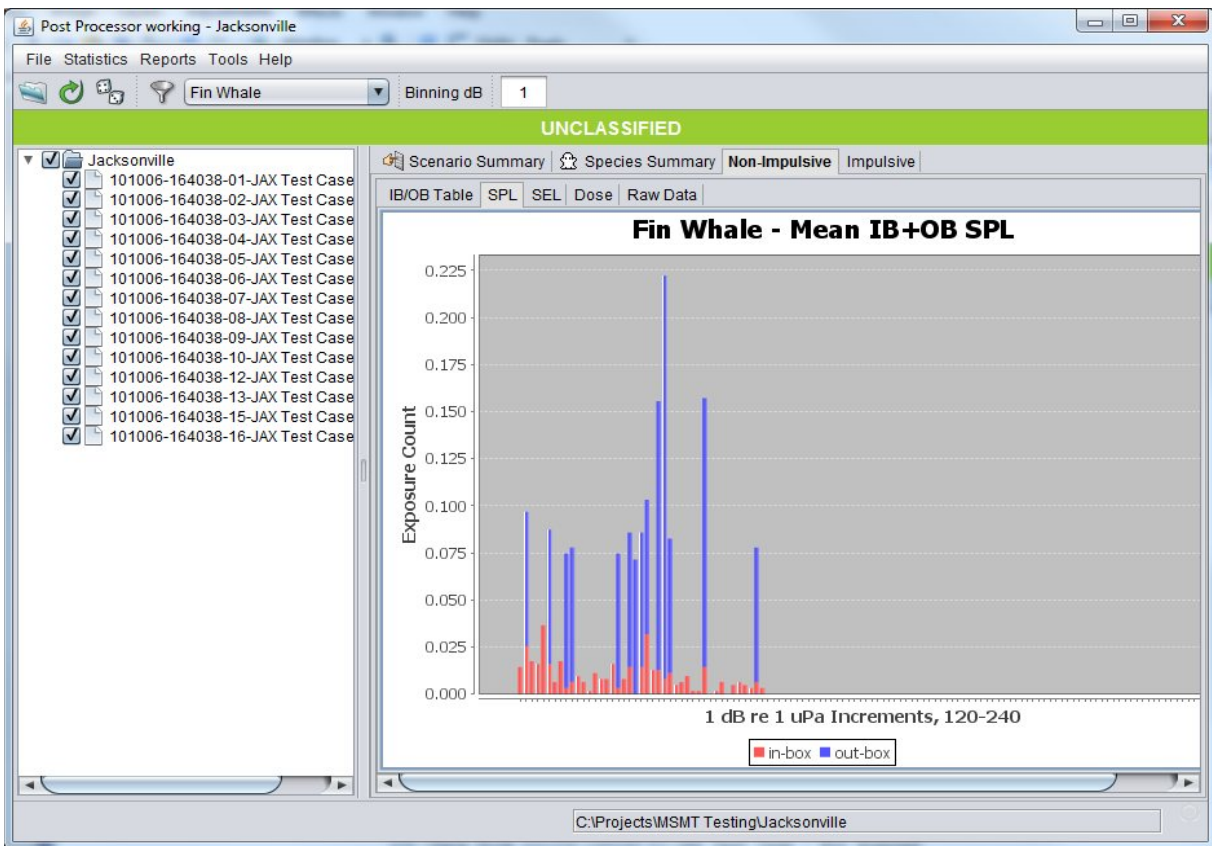 Post Processor working - Jacksonville
File Statistics Reports Tools Help
Fin Whale Binning dB 1
UNCLASSIFIED
Jacksonville
101006-164038-01-JAX Test Case
101006-164038-02-JAX Test Case
101006-164038-03-JAX Test Case
101006-164038-04-JAX Test Case
101006-164038-05-JAX Test Case
101006-164038-06-JAX Test Case
101006-164038-07-JAX Test Case
101006-164038-08-JAX Test Case
101006-164038-09-JAX Test Case
101006-164038-10-JAX Test Case
101006-164038-12-JAX Test Case
101006-164038-13-JAX Test Case
101006-164038-15-JAX Test Case
101006-164038-16-JAX Test Case
Scenario Summary Species Summary Non-Impulsive Impulsive
IB/OB Table SPL SEL Dose Raw Data
Fin Whale - Mean IB+OB SPL
Exposure Count
0.225
0.200
0.175
0.150
0.125
0.100
0.075
0.050
0.025
0.000
1 dB re 1 uPa Increments, 120-240
in-box out-box
C:\Projects\MSMT Testing\Jacksonville